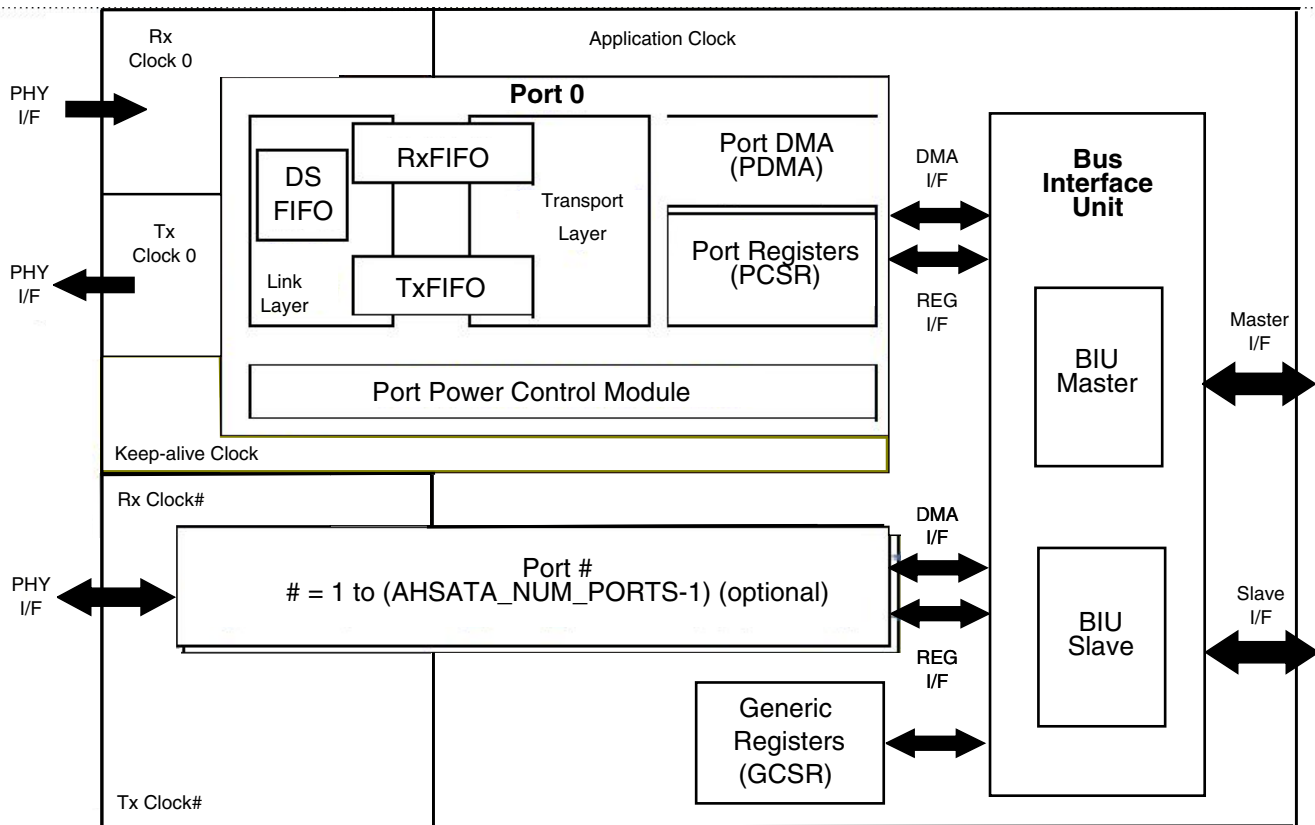 Rx
Clock 0
Application Clock
PHY
I/F
Port 0
DS
FIFO
RxFIFO
Transport
Layer
Link
Layer
TxFIFO
Port DMA
(PDMA)
Port Registers
(PCSR)
Port Power Control Module
DMA
I/F
REG
I/F
Bus
Interface
Unit
Tx
Clock 0
PHY
I/F
BIU
Master
Master
I/F
Keep-alive Clock
Rx Clock#
PHY
I/F
Port #
# = 1 to (AHSATA_NUM_PORTS-1) (optional)
DMA
I/F
REG
I/F
BIU
Slave
Slave
I/F
Generic
Registers
(GCSR)
Tx Clock#